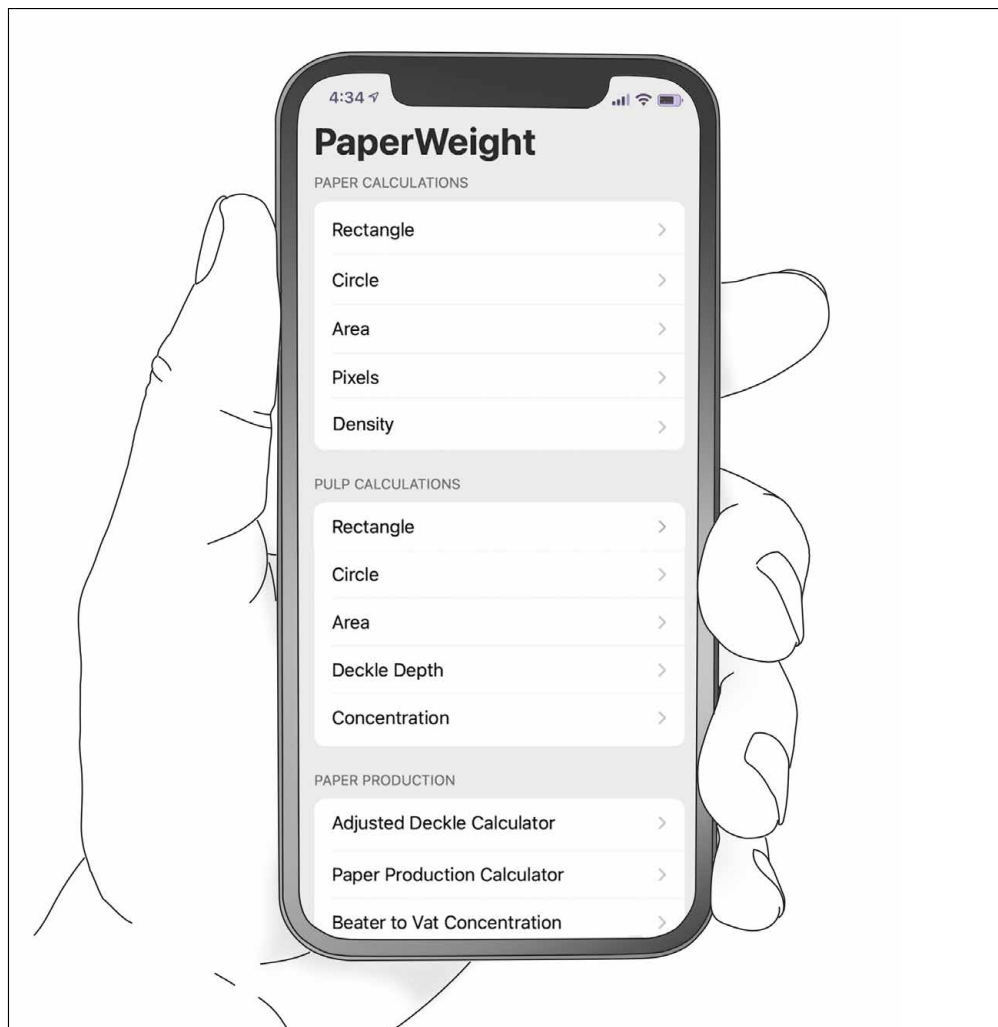 4:34
PaperWeight
PAPER CALCULATIONS
Rectangle
Circle
Area
Pixels
Density
PULP CALCULATIONS
Rectangle
Circle
Area
Deckle Depth
Concentration
PAPER PRODUCTION
Adjusted Deckle Calculator
Paper Production Calculator
Beater to Vat Concentration